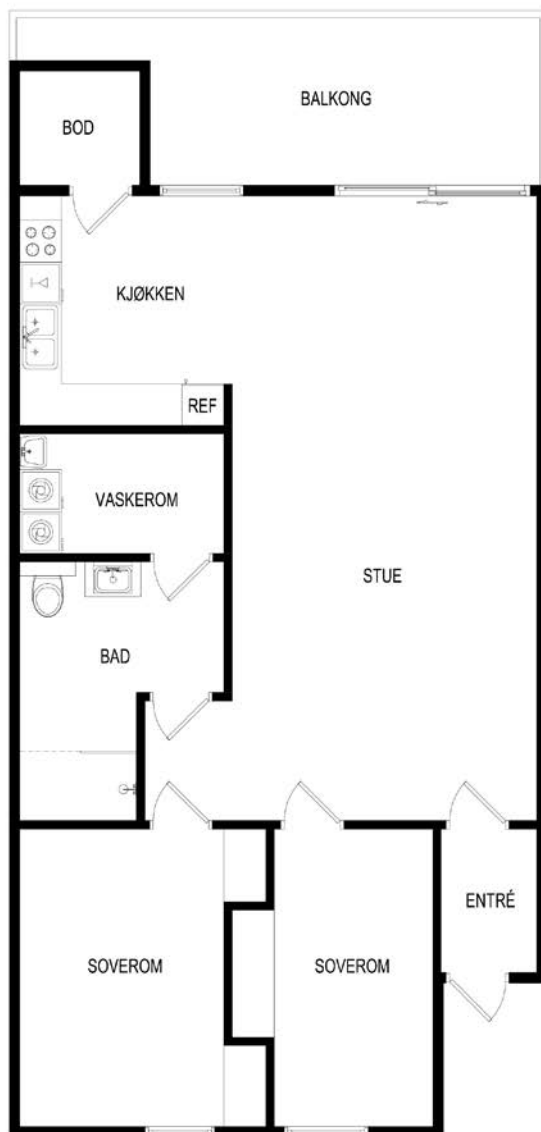 BALKONG
BOD
KJØKKEN
REF
VASKEROM
STUE
BAD
ENTRÉ
SOVEROM
SOVEROM